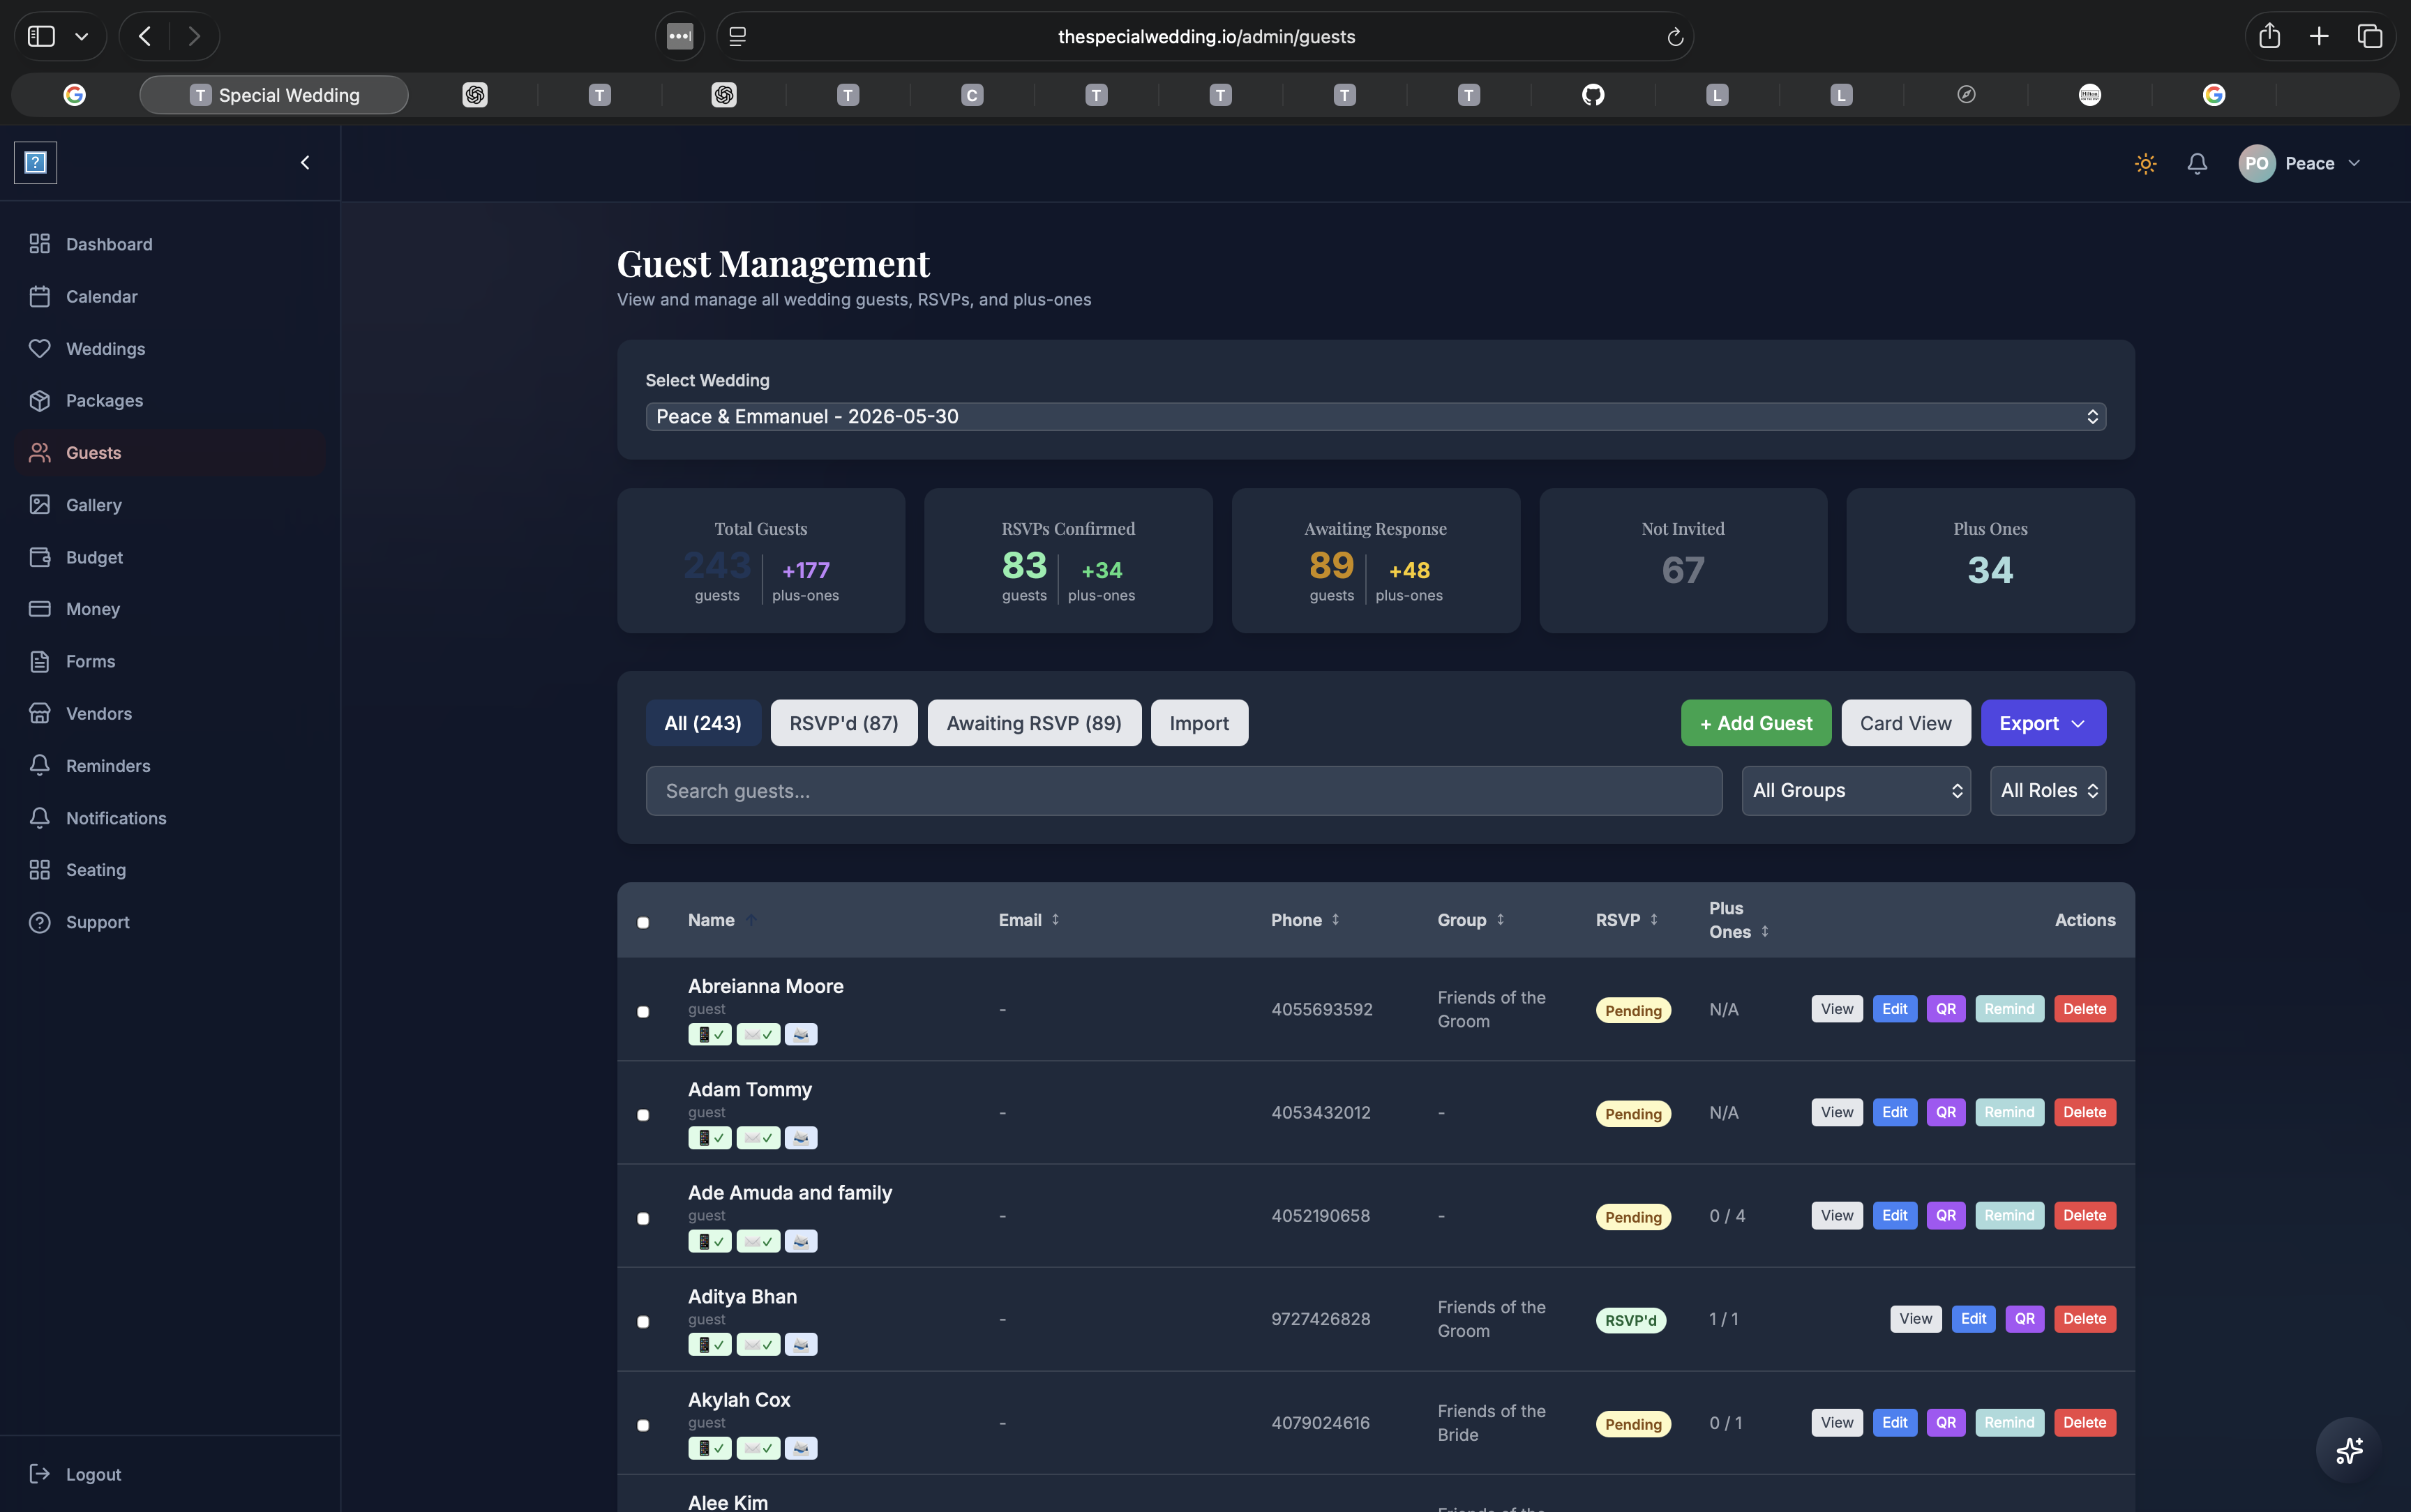 thespecialwedding.io/admin/guests
T Special Wedding T T C T T T T L L
PO Peace
Dashboard
Calendar
Weddings
Packages
Guests
Gallery
Budget
Money
Forms
Vendors
Reminders
Notifications
Seating
Support
Logout
Guest Management
View and manage all wedding guests, RSVPs, and plus-ones
Select Wedding
Peace & Emmanuel - 2026-05-30
Total Guests
243 +177
guests plus-ones
RSVPs Confirmed
83 +34
guests plus-ones
Awaiting Response
89 +48
guests plus-ones
Not Invited
67
Plus Ones
34
All (243) RSVP'd (87) Awaiting RSVP (89) Import + Add Guest Card View Export
Search guests... All Groups All Roles
Name Email Phone Group RSVP Plus Ones Actions
Abreianna Moore
guest
- 4055693592 Friends of the Groom Pending N/A View Edit QR Remind Delete
Adam Tommy
guest
- 4053432012 - Pending N/A View Edit QR Remind Delete
Ade Amuda and family
guest
- 4052190658 - Pending 0 / 4 View Edit QR Remind Delete
Aditya Bhan
guest
- 9727426828 Friends of the Groom RSVP'd 1 / 1 View Edit QR Delete
Akylah Cox
guest
- 4079024616 Friends of the Bride Pending 0 / 1 View Edit QR Remind Delete
Alee Kim